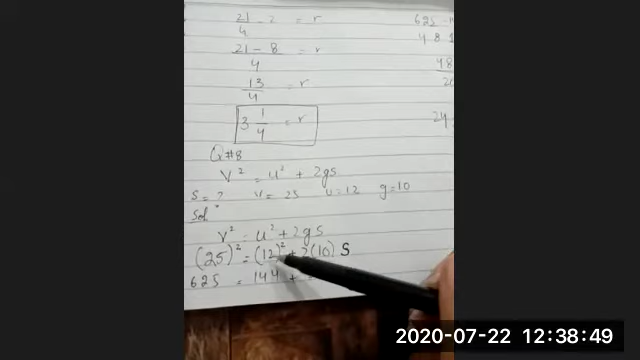 21/4 - 2 = r
21 - 8 / 4 = r
13/4 = r
3 1/4 = r
Q#8
V² = u² + 2gs
S = ? V = 25 U = 12 g = 10
Sol
V² = u² + 2gs
(25)² = (12)² + 2(10) S
625 = 144 +
625
48
24
2020-07-22 12:38:49